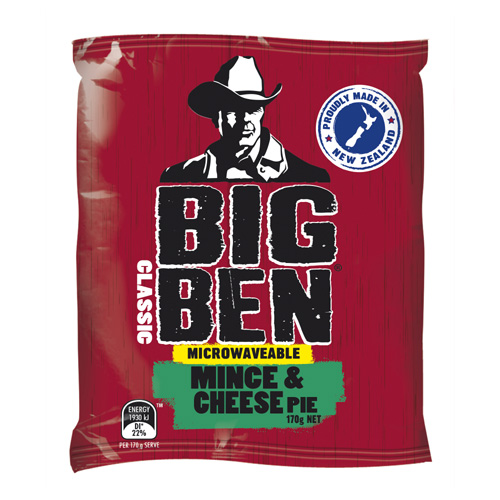 PROUDLY MADE IN
NEW ZEALAND
BIG
BEN®
CLASSIC
MICROWAVEABLE
MINCE &
CHEESE PIE
170g NET
ENERGY
1930 kJ
DI*
22%
PER 170g SERVE
™